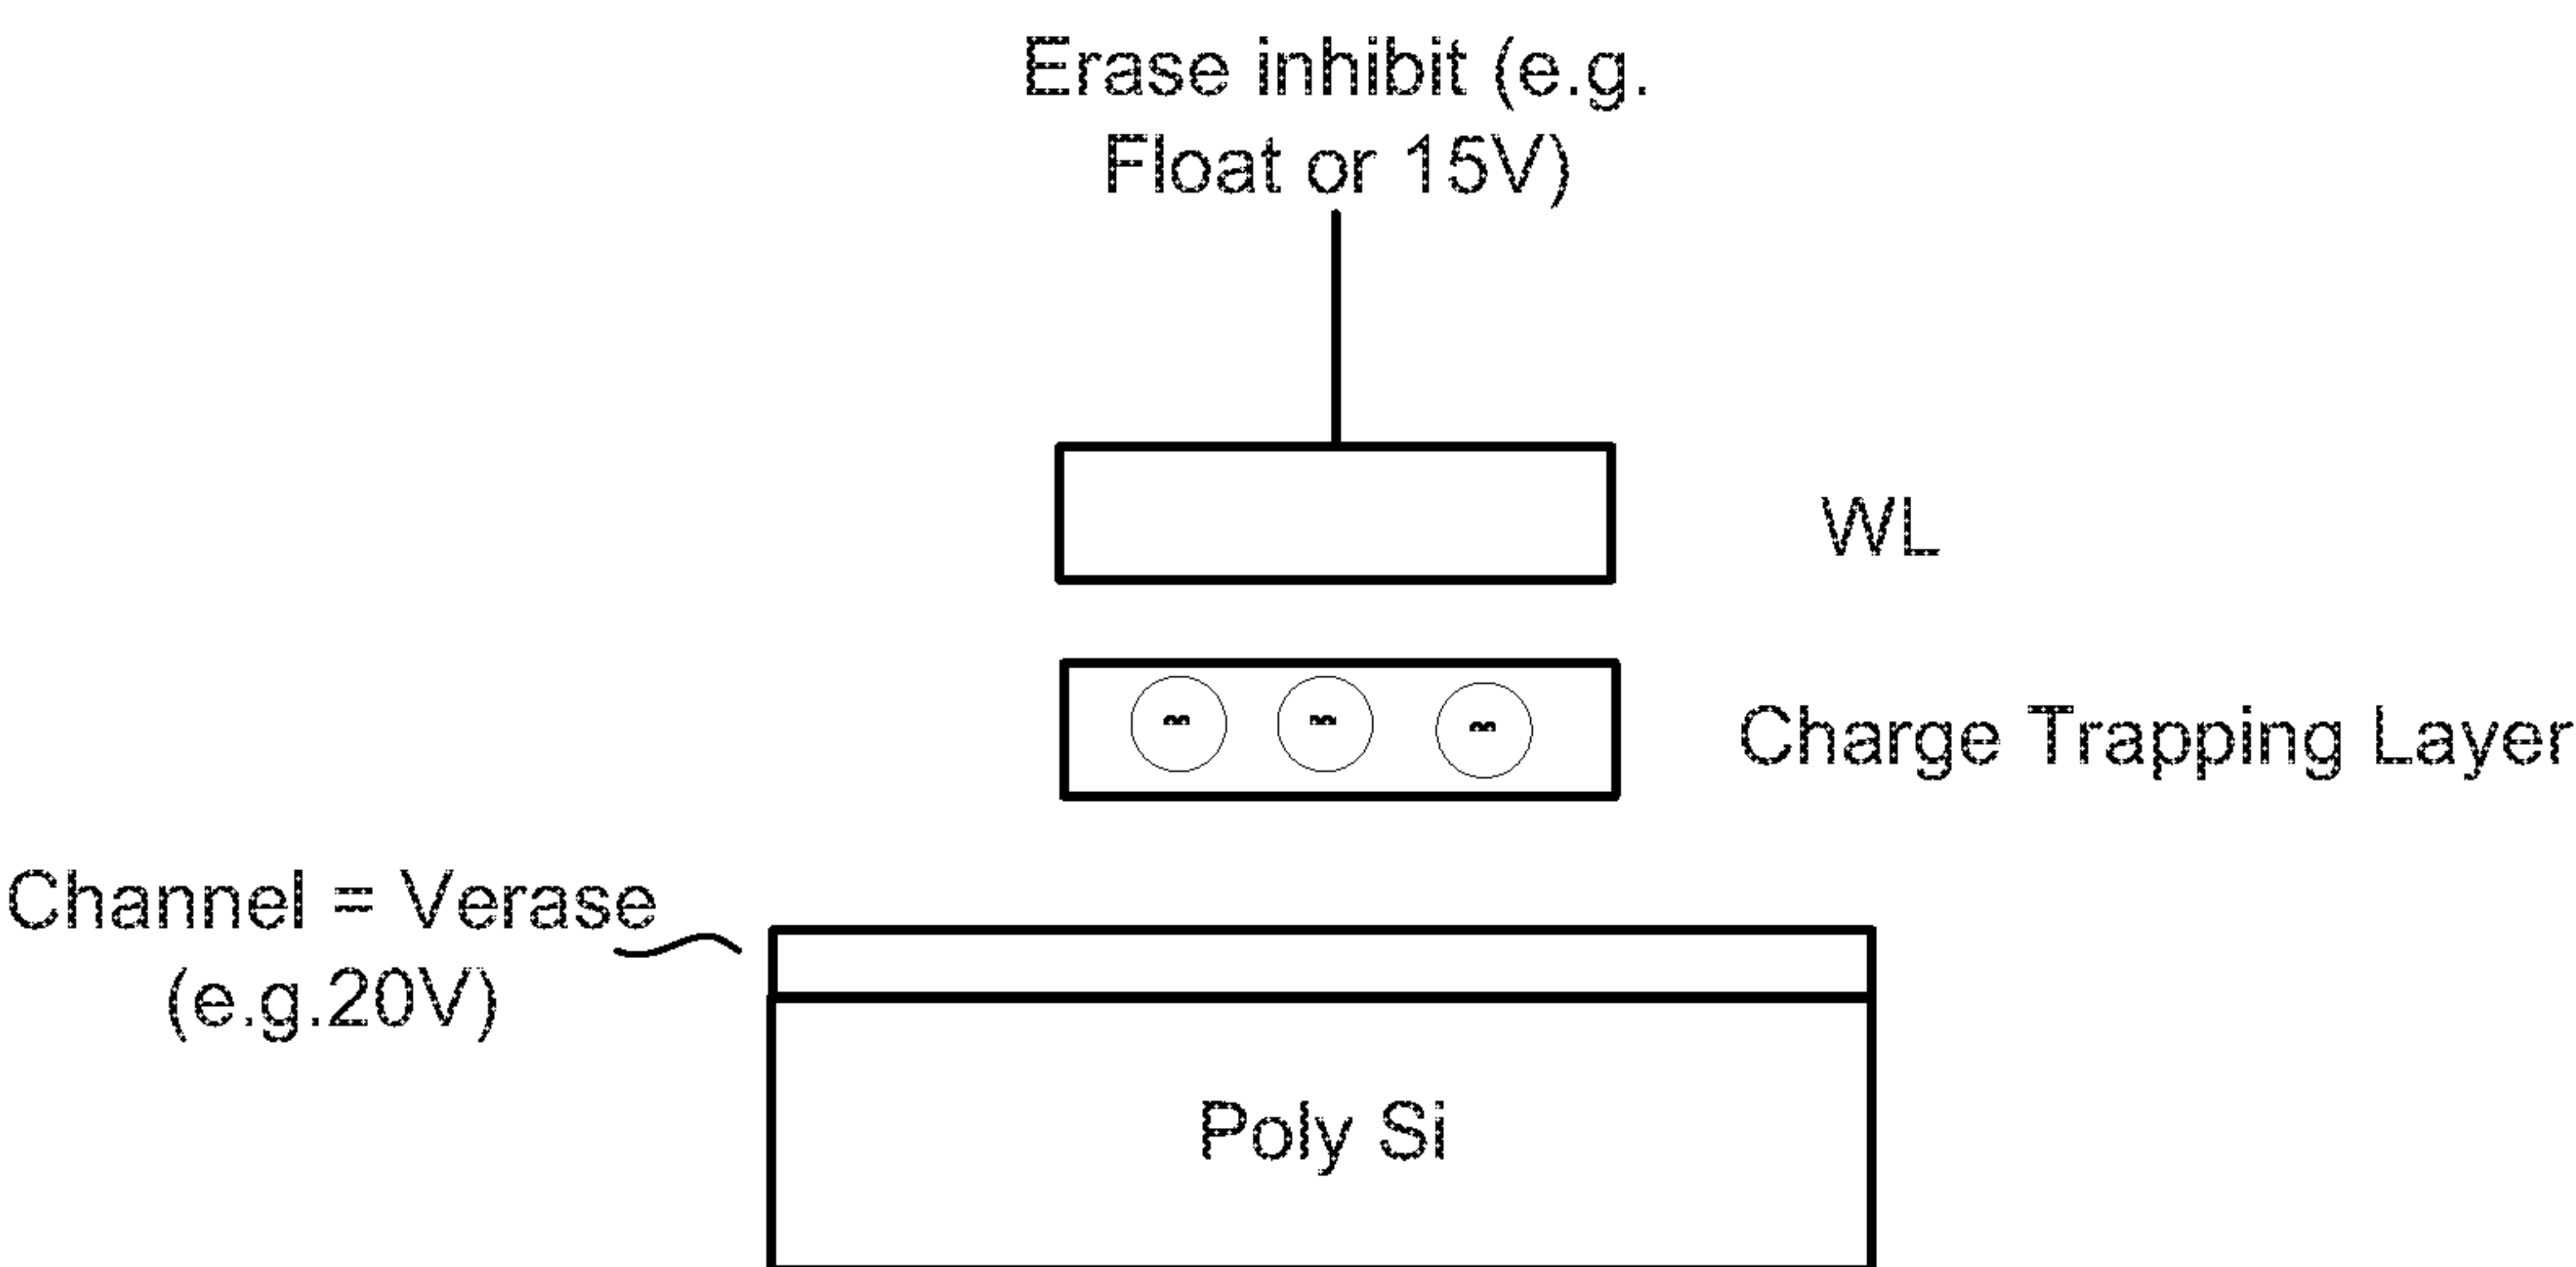 Erase inhibit (e.g.
Float or 15V)
WL
Charge Trapping Layer
Channel = Verase
(e.g.20V)
Poly Si